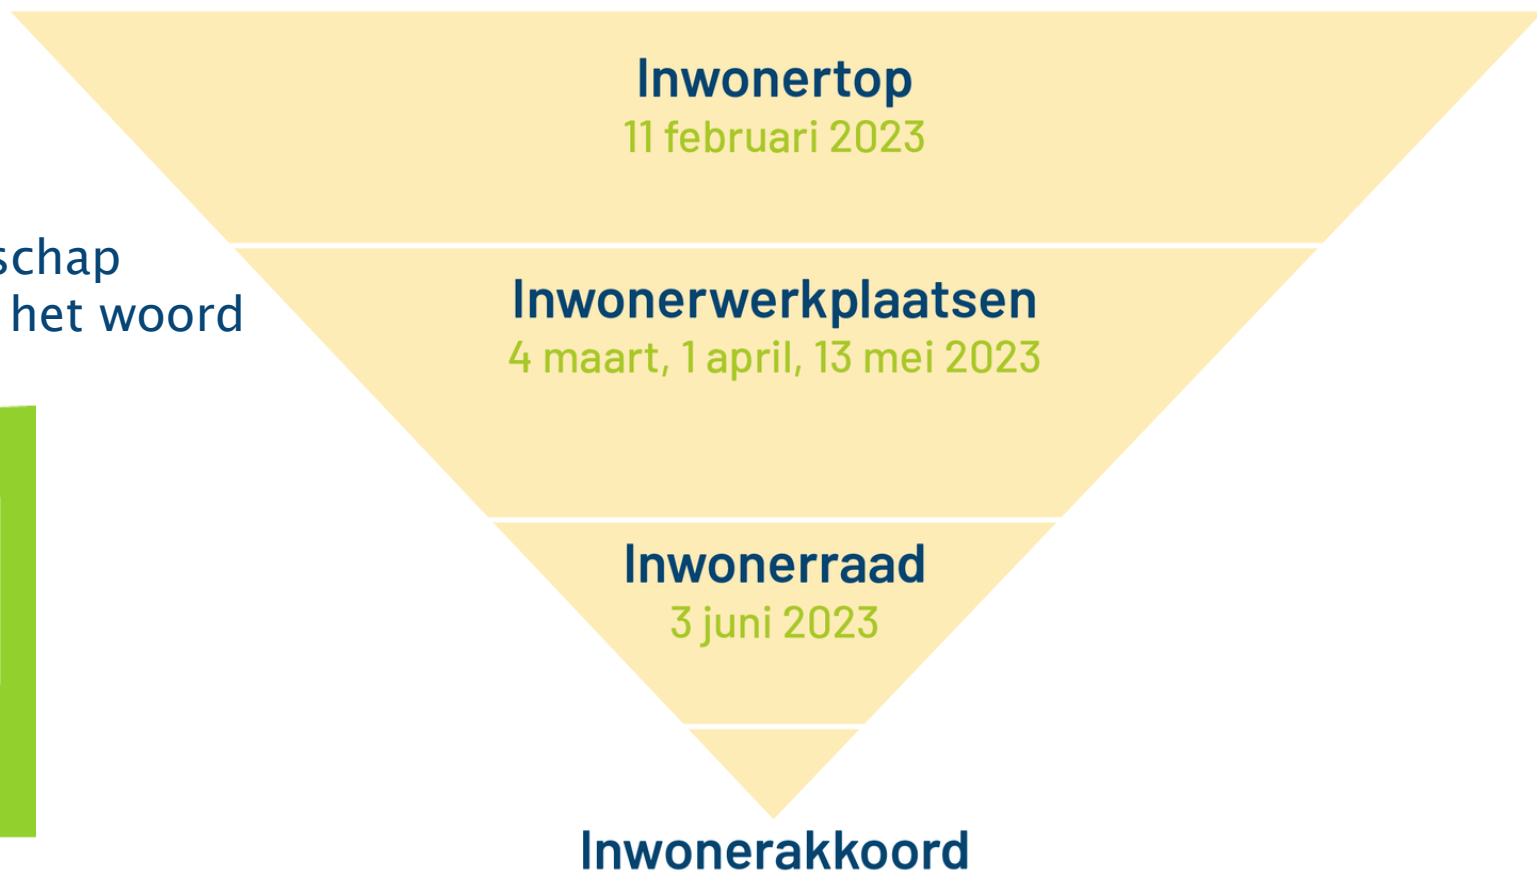 Inwonertop
11 februari 2023
schap
het woord
Inwonerwerkplaatsen
4 maart, 1 april, 13 mei 2023
Inwonerraad
3 juni 2023
Inwonerakkoord